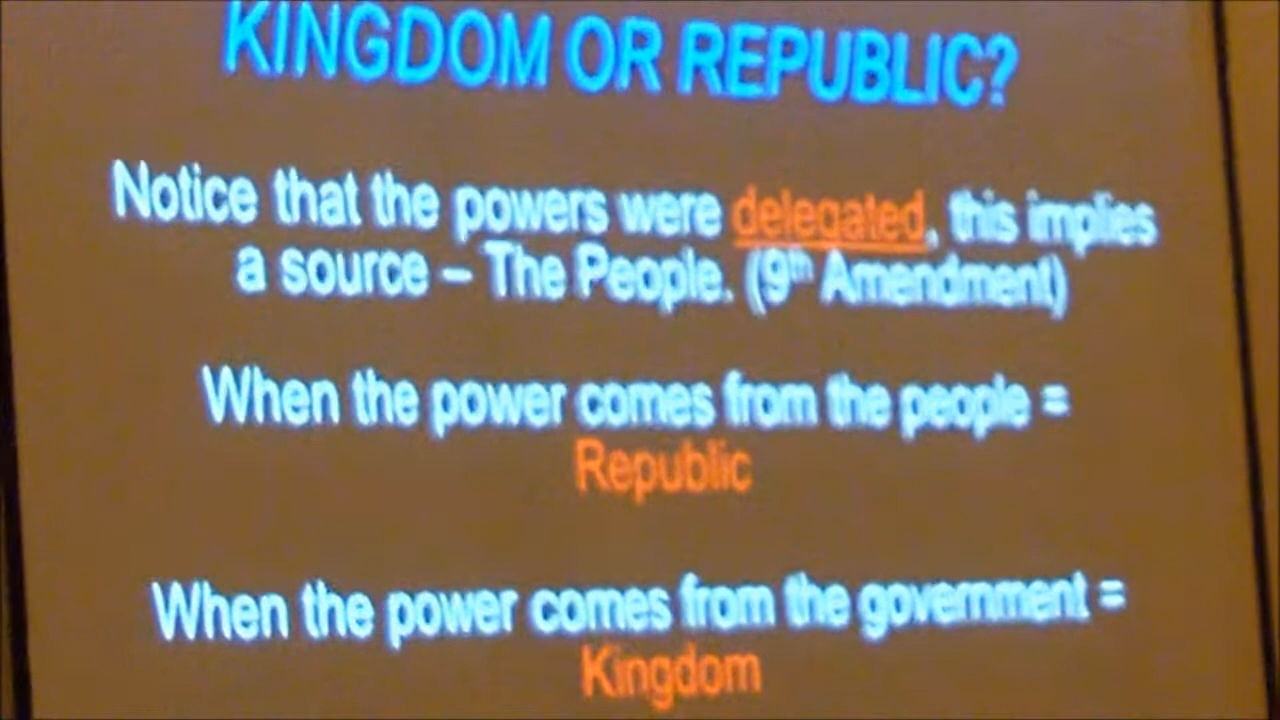 KINGDOM OR REPUBLIC?
Notice that the powers were delegated, this implies
a source – The People. (9th Amendment)
When the power comes from the people =
Republic
When the power comes from the government =
Kingdom